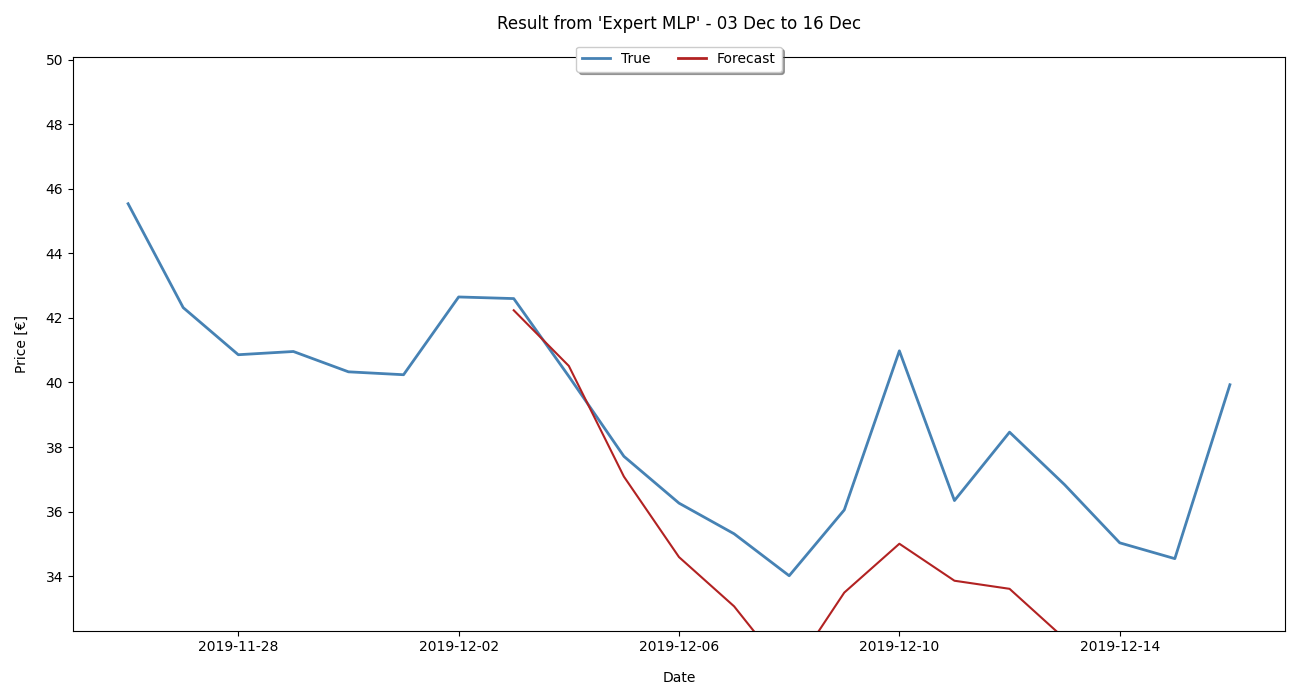 Result from 'Expert MLP' - 03 Dec to 16 Dec
True Forecast
50
48
46
44
42
40
38
36
34
Price [€]
2019-11-28 2019-12-02 2019-12-06 2019-12-10 2019-12-14
Date